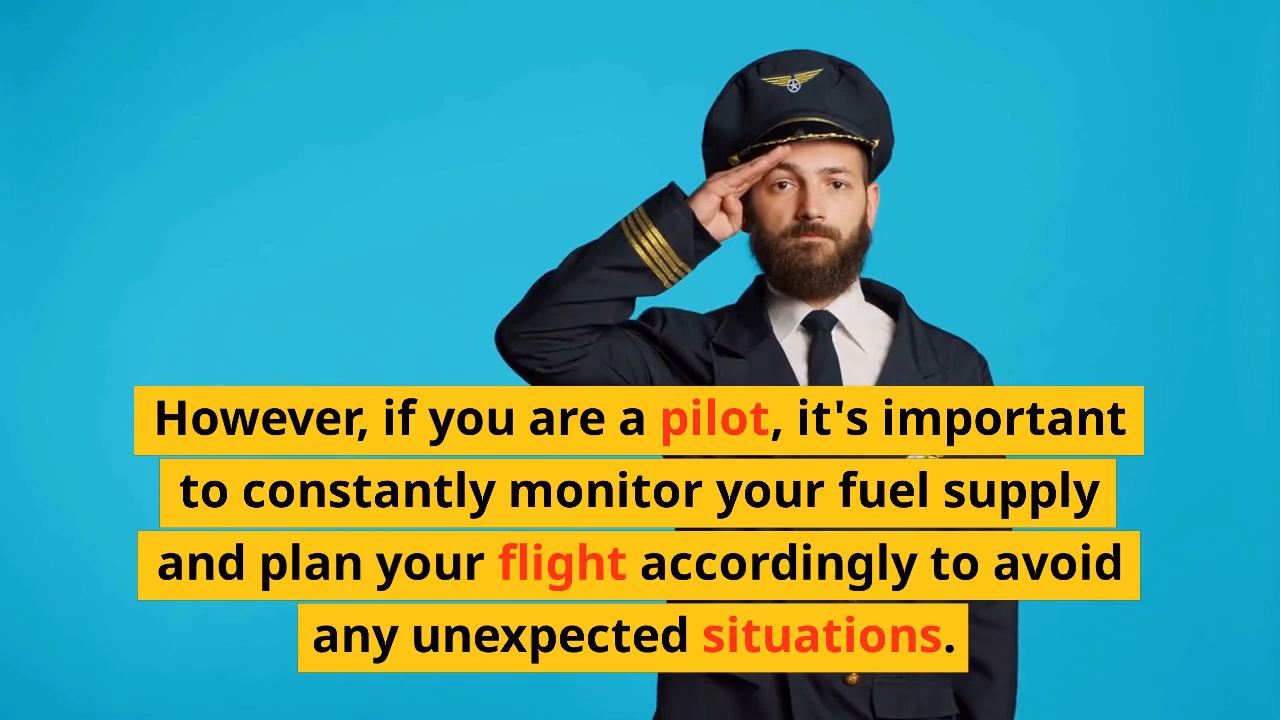 However, if you are a pilot, it's important
to constantly monitor your fuel supply
and plan your flight accordingly to avoid
any unexpected situations.